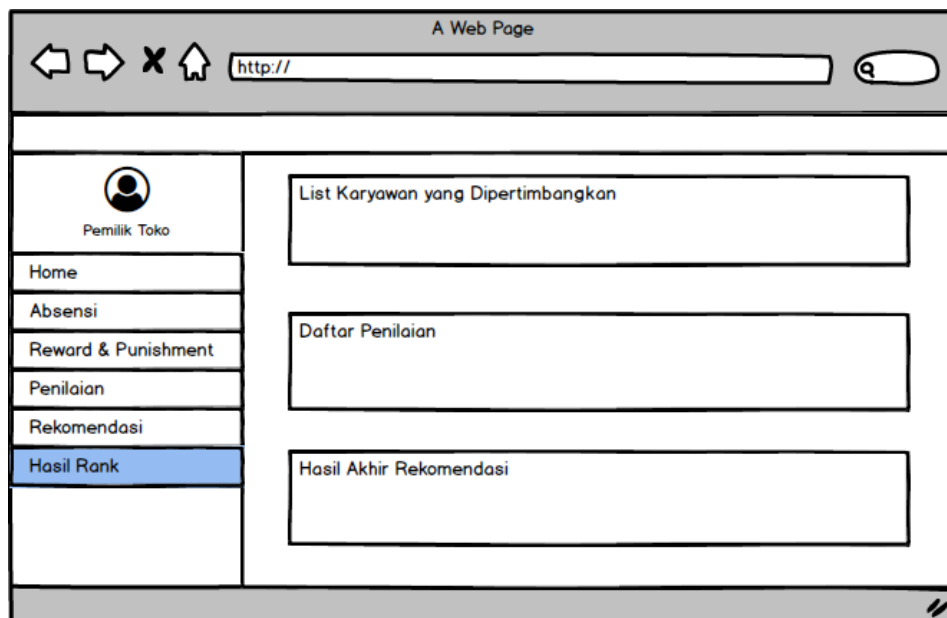 A Web Page
http://
Pemilik Toko
Home
Absensi
Reward & Punishment
Penilaian
Rekomendasi
Hasil Rank
List Karyawan yang Dipertimbangkan
Daftar Penilaian
Hasil Akhir Rekomendasi